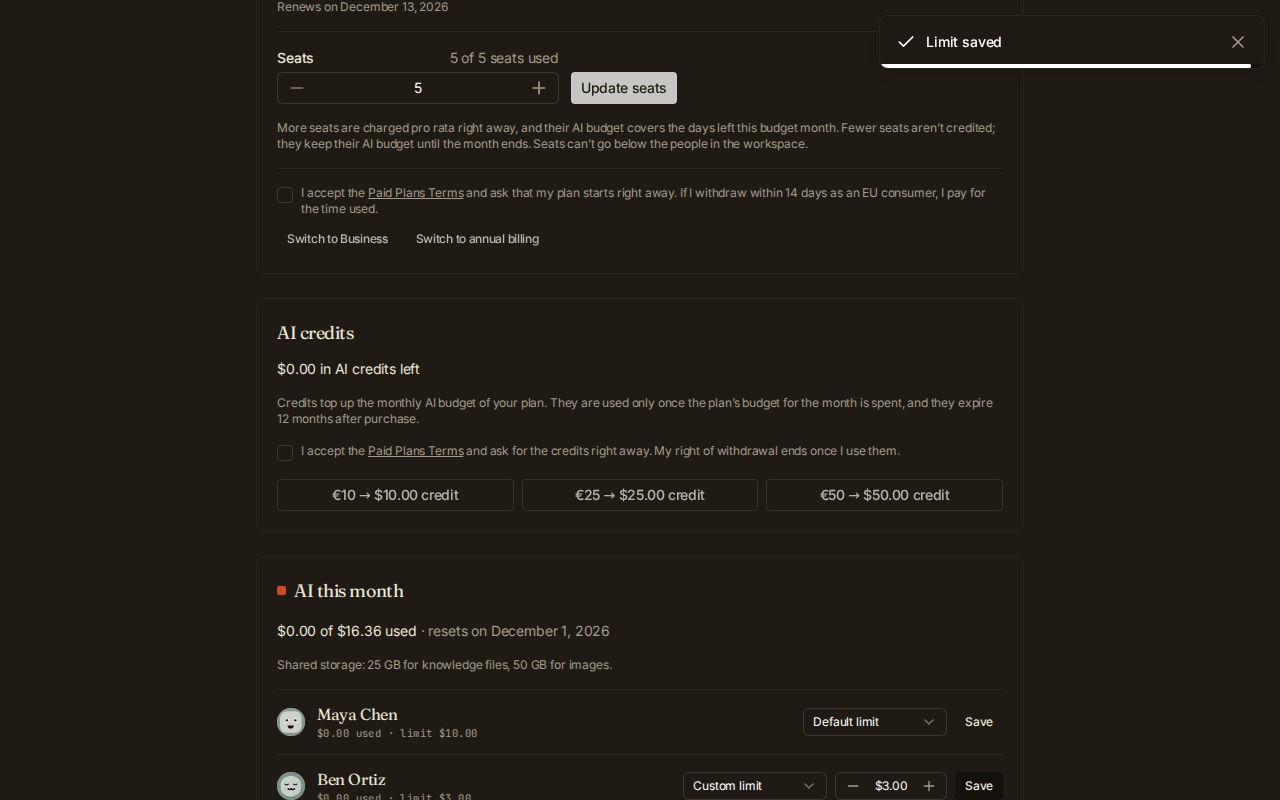 Renews on December 13, 2026
Limit saved
Seats
5 of 5 seats used
5
Update seats
More seats are charged pro rata right away, and their AI budget covers the days left this budget month. Fewer seats aren't credited;
they keep their AI budget until the month ends. Seats can't go below the people in the workspace.
I accept the Paid Plans Terms and ask that my plan starts right away. If I withdraw within 14 days as an EU consumer, I pay for
the time used.
Switch to Business
Switch to annual billing
AI credits
$0.00 in AI credits left
Credits top up the monthly AI budget of your plan. They are used only once the plan's budget for the month is spent, and they expire
12 months after purchase.
I accept the Paid Plans Terms and ask for the credits right away. My right of withdrawal ends once I use them.
€10 → $10.00 credit
€25 → $25.00 credit
€50 → $50.00 credit
AI this month
$0.00 of $16.36 used · resets on December 1, 2026
Shared storage: 25 GB for knowledge files, 50 GB for images.
Maya Chen
$0.00 used · limit $10.00
Default limit
Save
Ben Ortiz
$0.00 used · limit $3.00
Custom limit
$3.00
Save